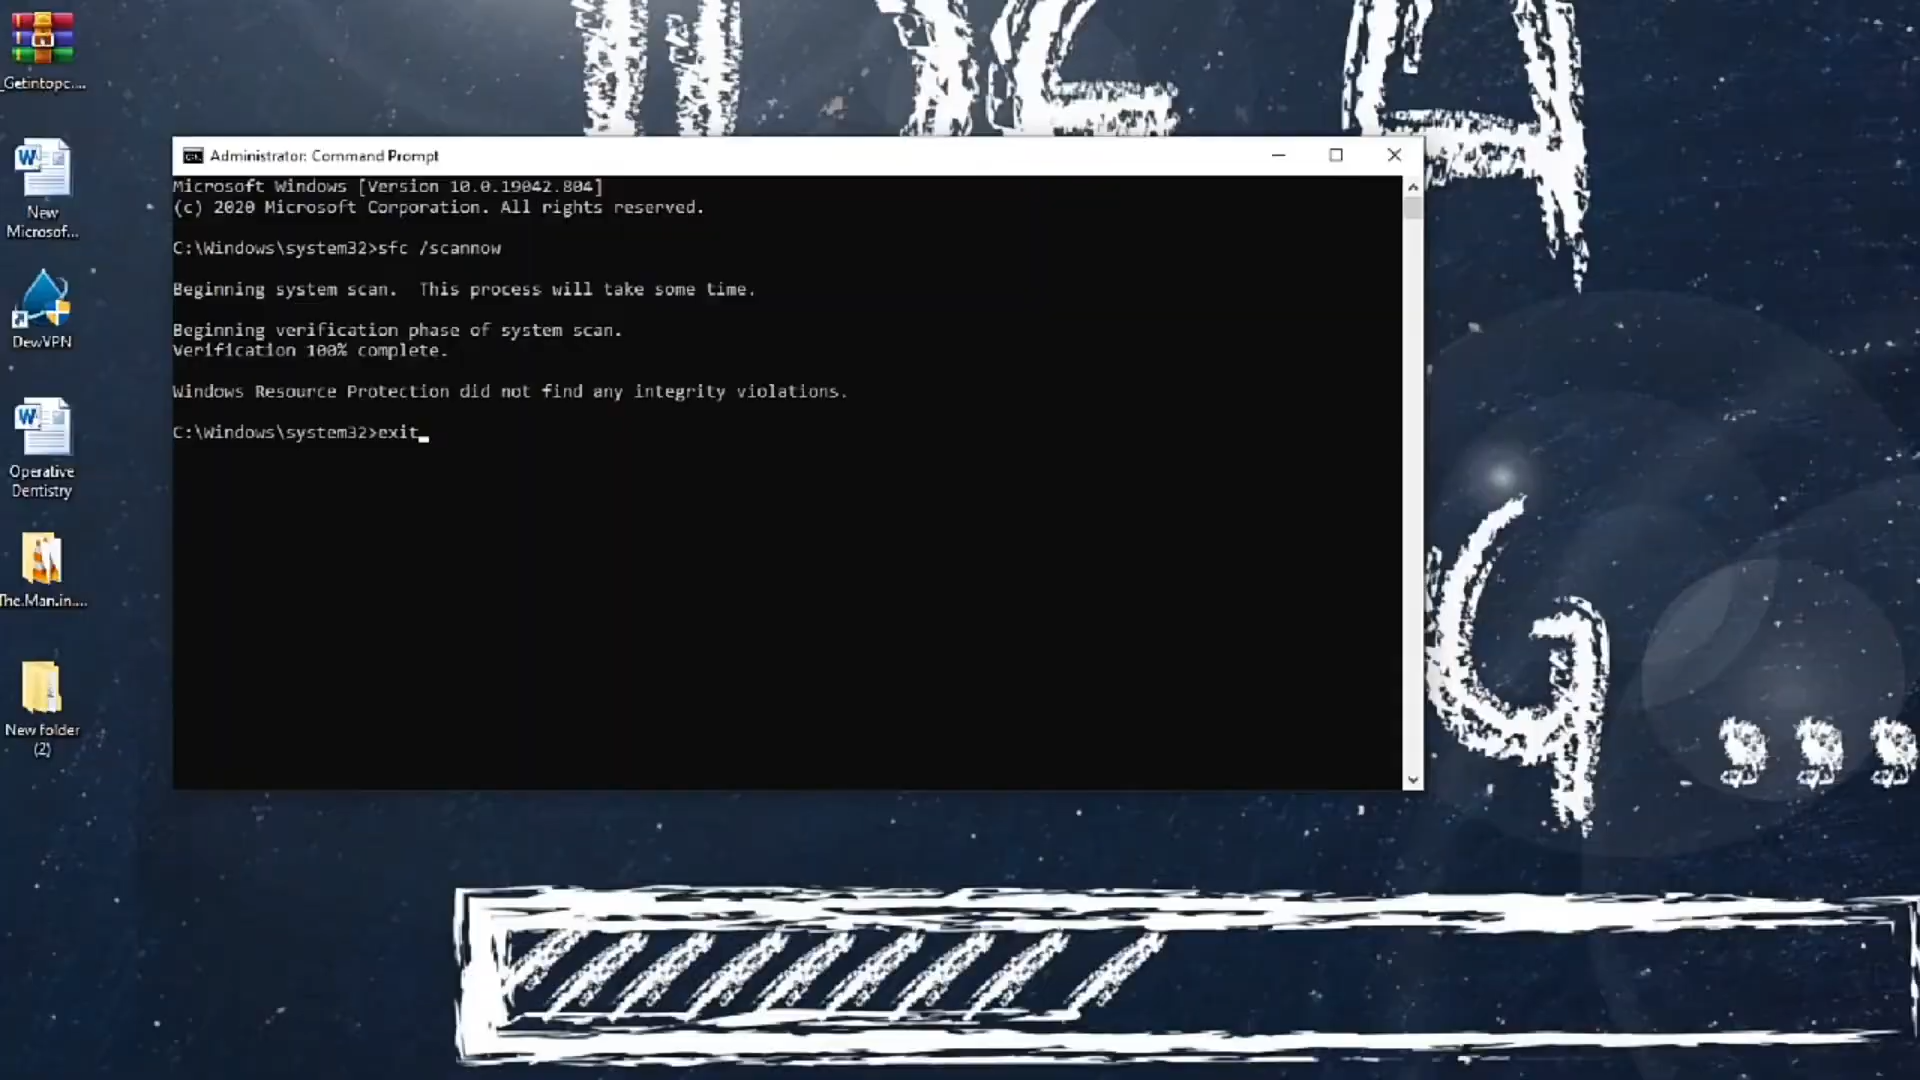 _Getintopc....
New
Microsof...
DewVPN
Operative
Dentistry
The.Man.in....
New folder
(2)
Administrator: Command Prompt
Microsoft Windows [Version 10.0.19042.804]
(c) 2020 Microsoft Corporation. All rights reserved.
C:\Windows\system32>sfc /scannow
Beginning system scan.  This process will take some time.
Beginning verification phase of system scan.
Verification 100% complete.
Windows Resource Protection did not find any integrity violations.
C:\Windows\system32>exit_